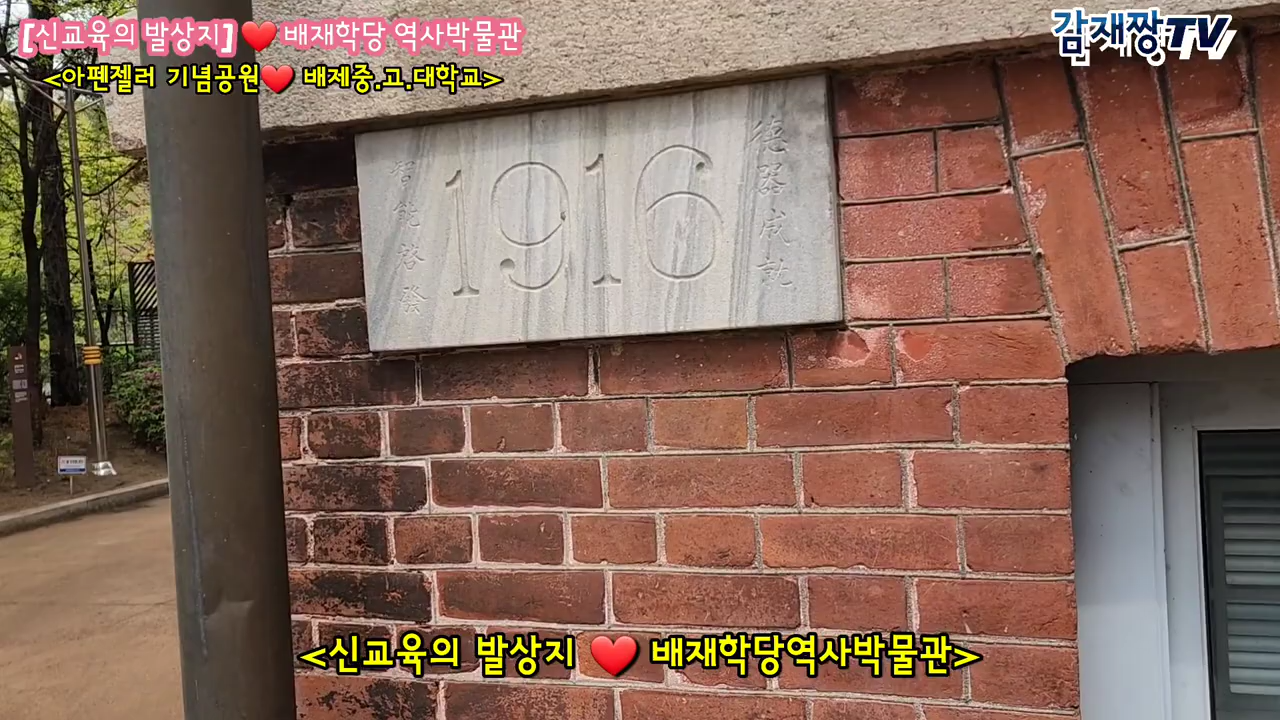 [신교육의 발상지] ❤️ 배재학당 역사박물관
<아펜젤러 기념공원❤️ 배제중.고.대학교>
감재짱TV
德器成就
1916
智能啓發
<신교육의 발상지 ❤️ 배재학당역사박물관>